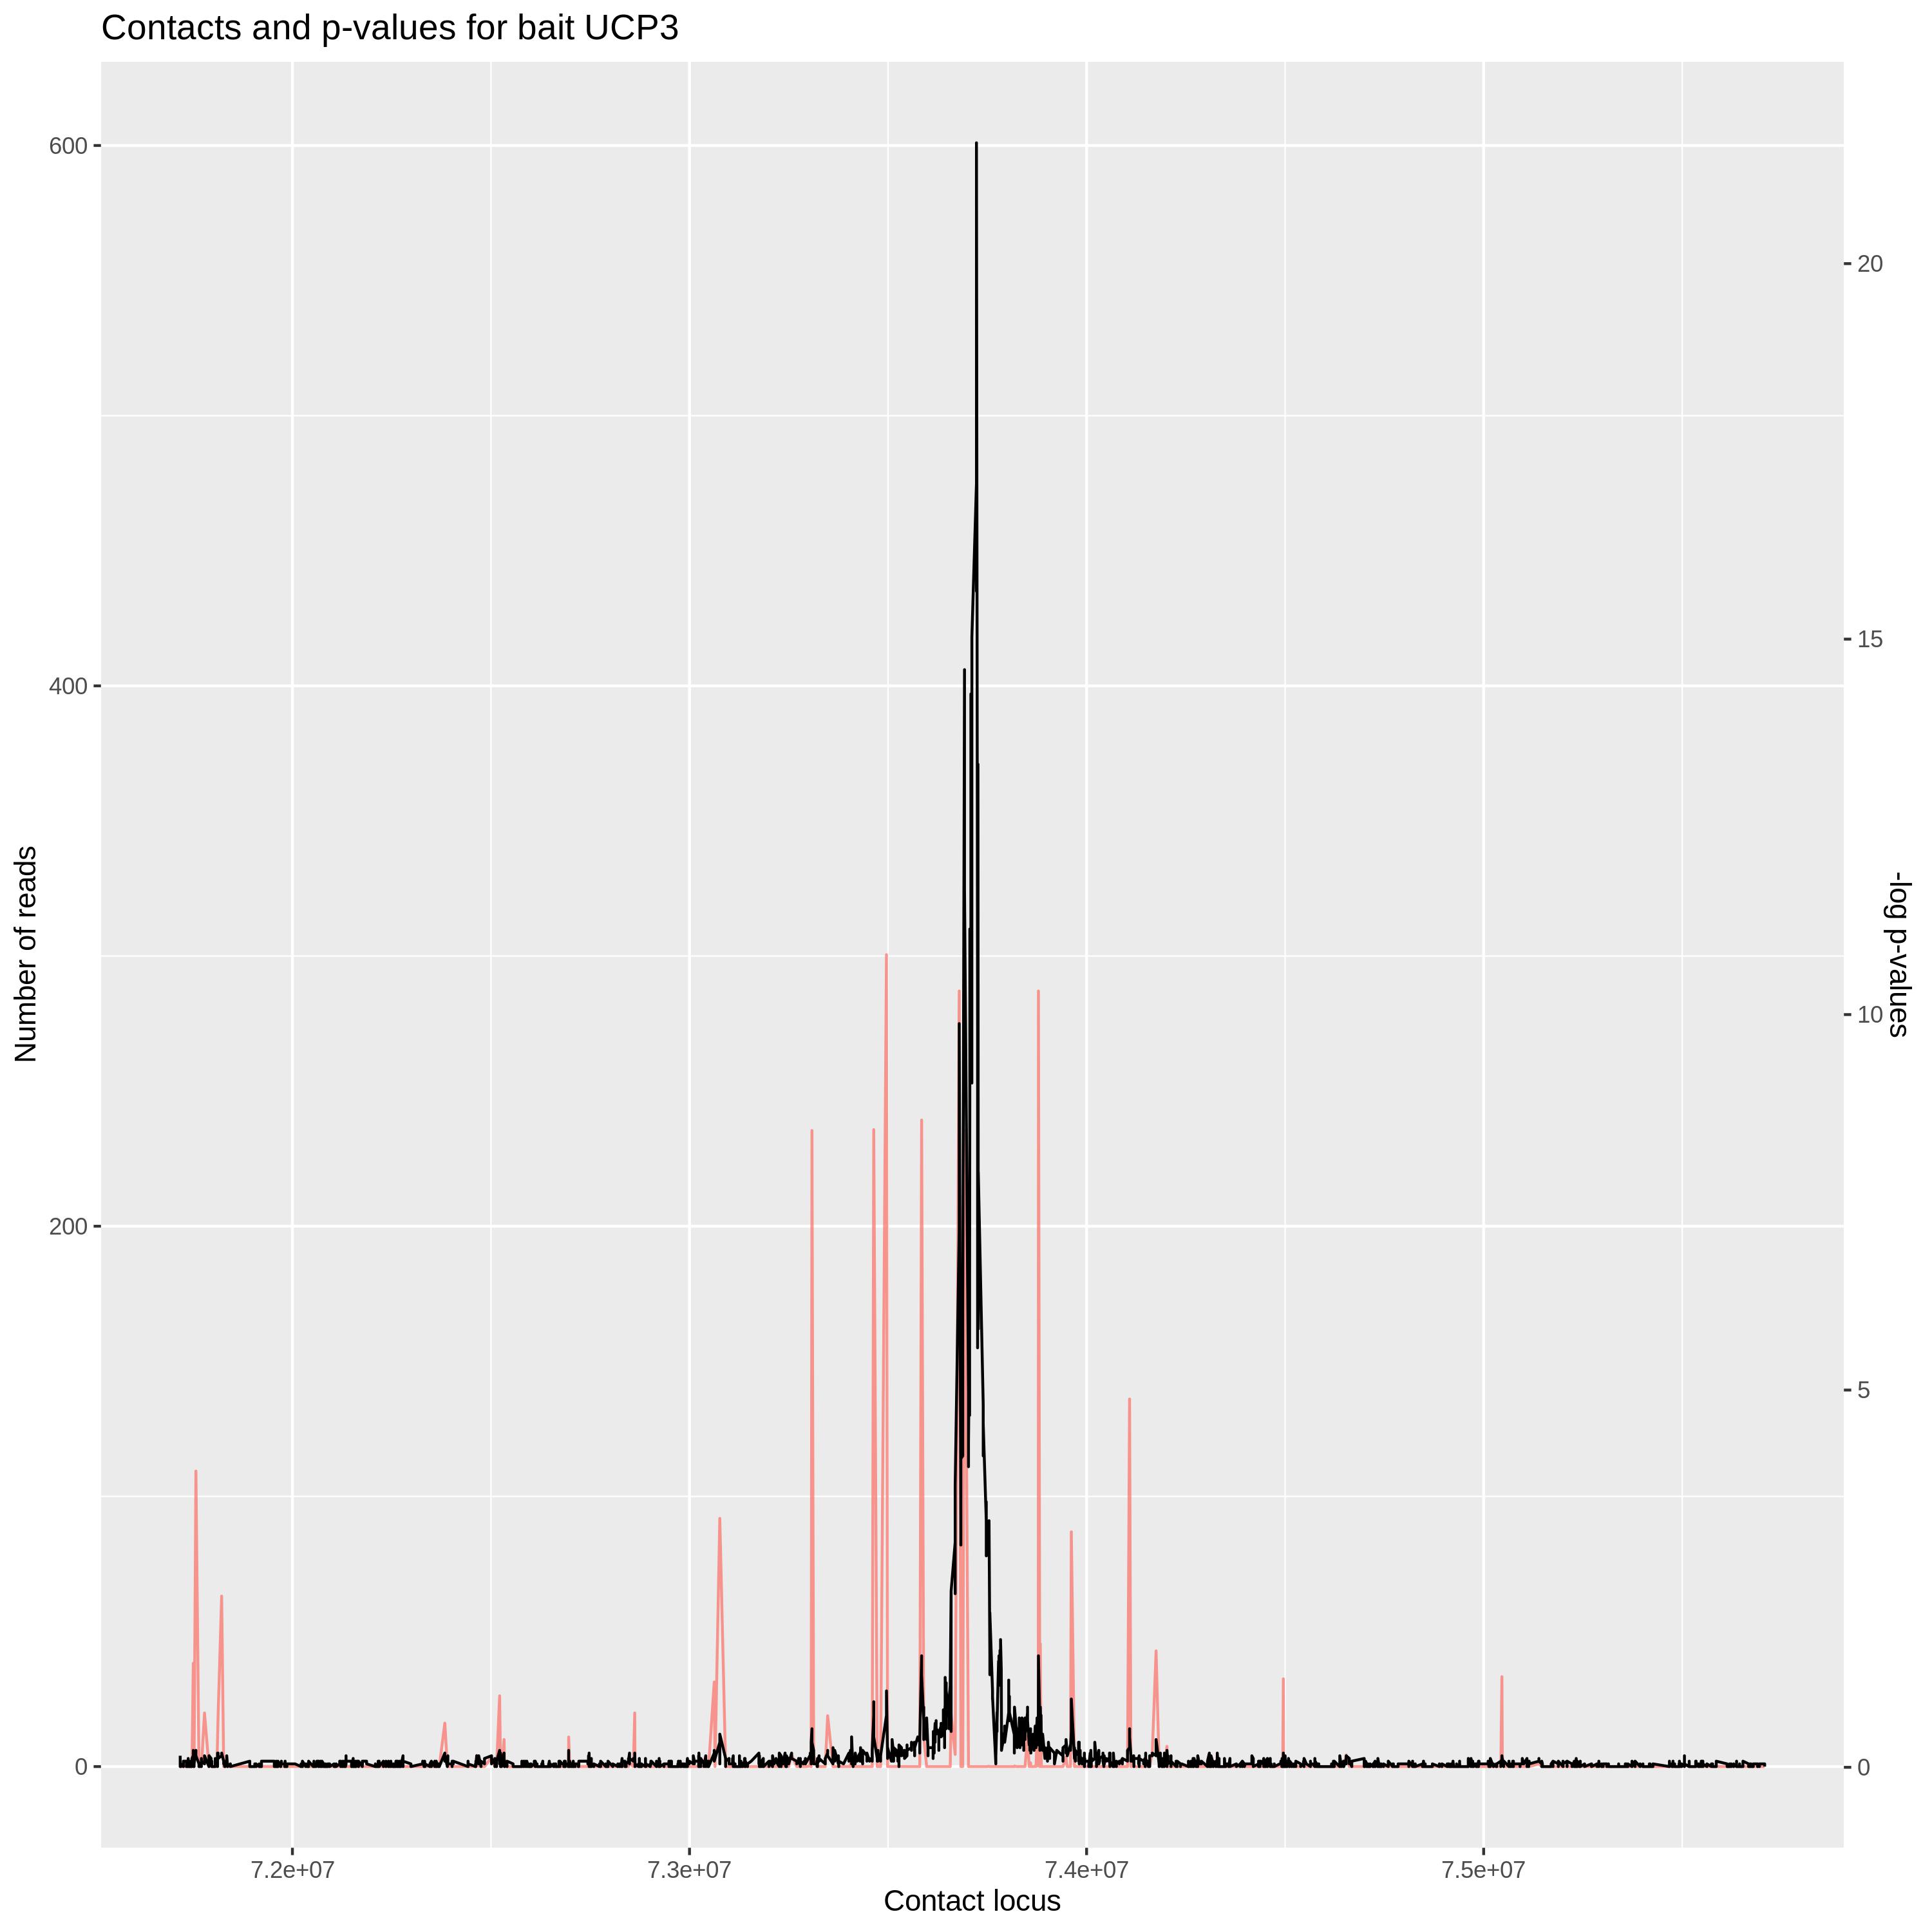 Contacts and p-values for bait UCP3
600
400
200
0
Number of reads
20
15
10
5
0
-log p-values
7.2e+07
7.3e+07
7.4e+07
7.5e+07
Contact locus